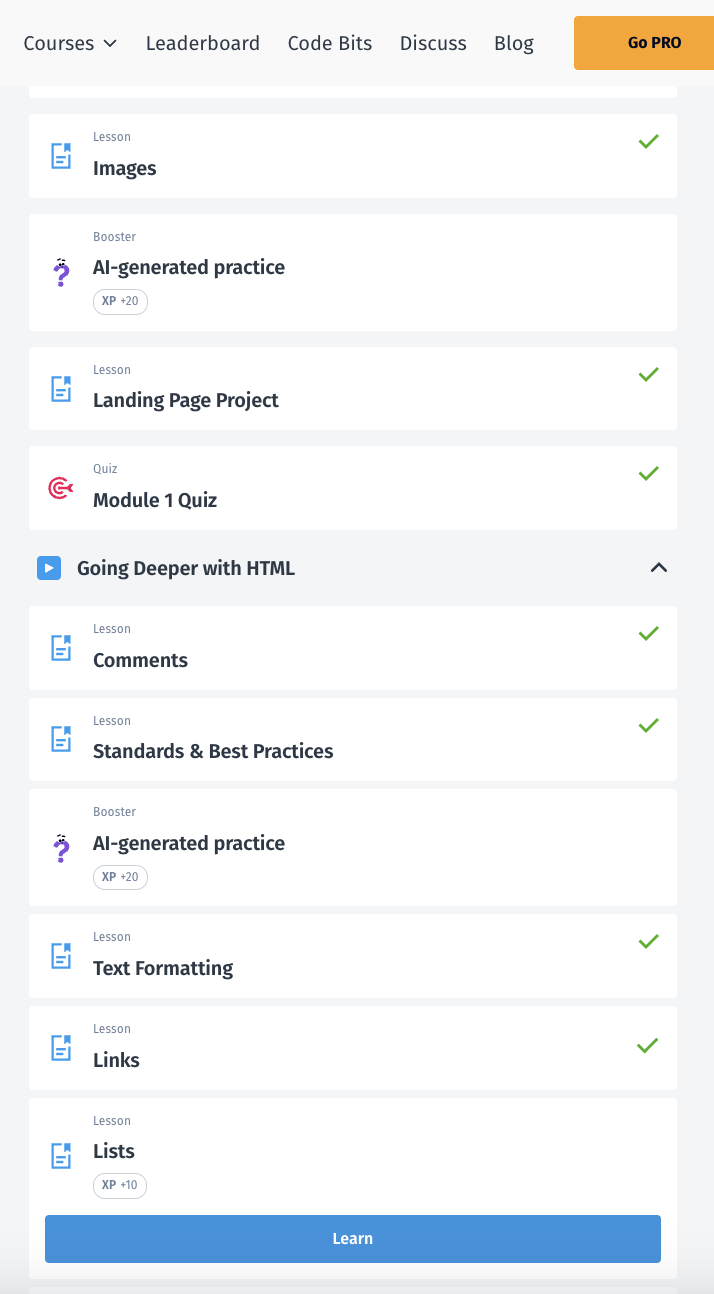 Courses Leaderboard Code Bits Discuss Blog Go PRO
Lesson
Images
Booster
AI-generated practice
XP +20
Lesson
Landing Page Project
Quiz
Module 1 Quiz
Going Deeper with HTML
Lesson
Comments
Lesson
Standards & Best Practices
Booster
AI-generated practice
XP +20
Lesson
Text Formatting
Lesson
Links
Lesson
Lists
XP +10
Learn